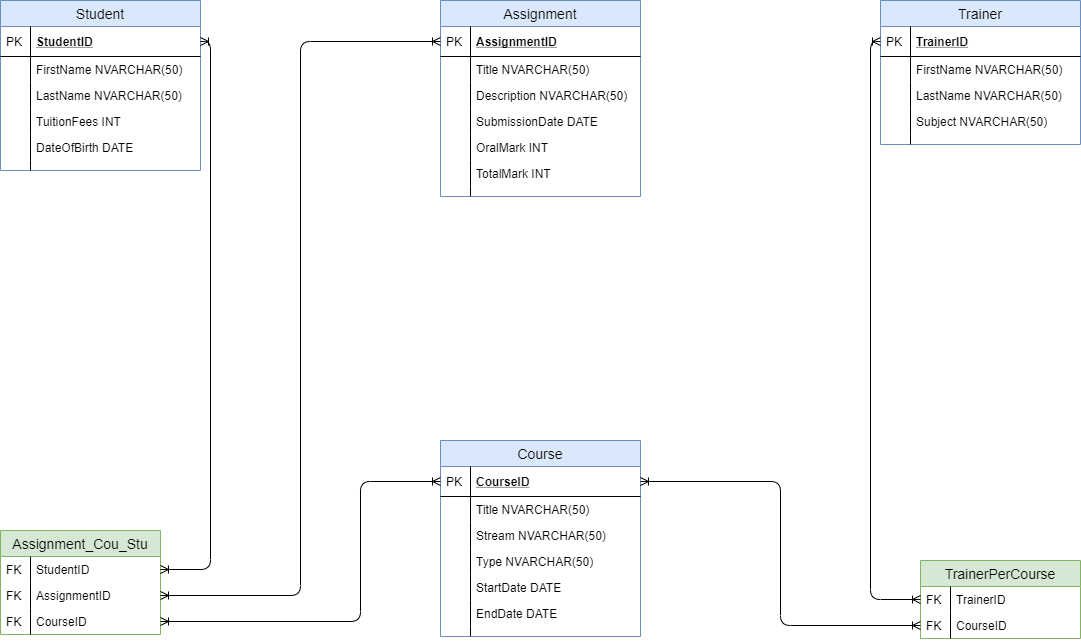 Student
PK StudentID
FirstName NVARCHAR(50)
LastName NVARCHAR(50)
TuitionFees INT
DateOfBirth DATE
Assignment
PK AssignmentID
Title NVARCHAR(50)
Description NVARCHAR(50)
SubmissionDate DATE
OralMark INT
TotalMark INT
Trainer
PK TrainerID
FirstName NVARCHAR(50)
LastName NVARCHAR(50)
Subject NVARCHAR(50)
Course
PK CourseID
Title NVARCHAR(50)
Stream NVARCHAR(50)
Type NVARCHAR(50)
StartDate DATE
EndDate DATE
Assignment_Cou_Stu
FK StudentID
FK AssignmentID
FK CourseID
TrainerPerCourse
FK TrainerID
FK CourseID